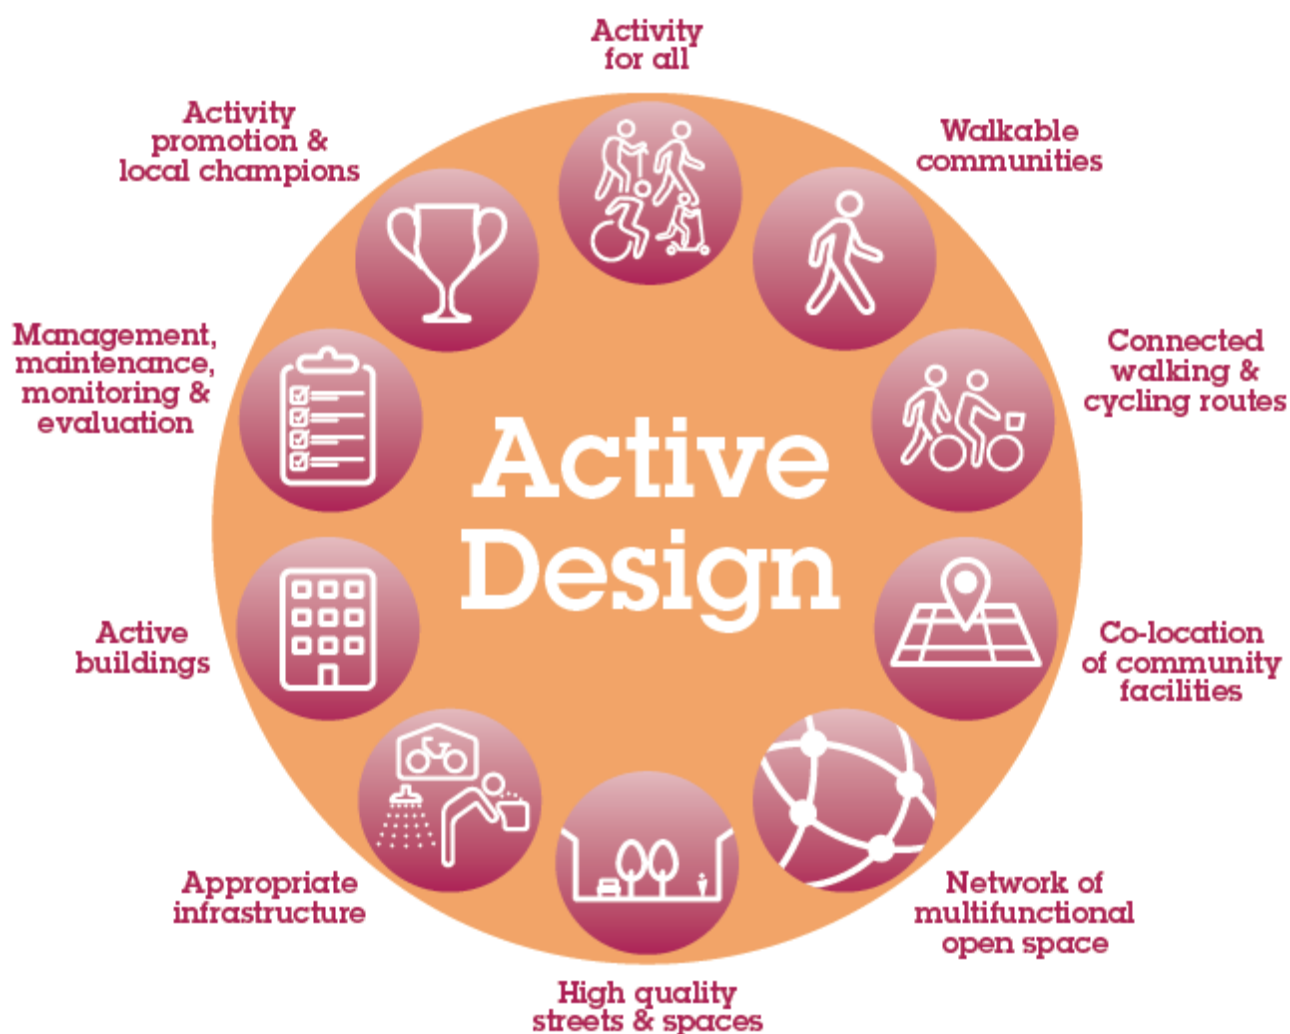 Activity
for all
Walkable
communities
Connected
walking &
cycling routes
Co-location
of community
facilities
Network of
multifunctional
open space
High quality
streets & spaces
Appropriate
infrastructure
Active
buildings
Management,
maintenance,
monitoring &
evaluation
Activity
promotion &
local champions
Active
Design